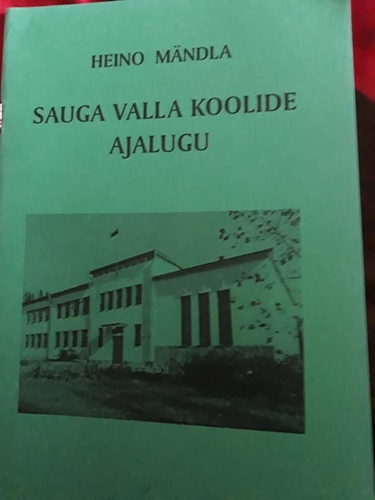 HEINO MÄNDLA
SAUGA VALLA KOOLIDE
AJALUGU